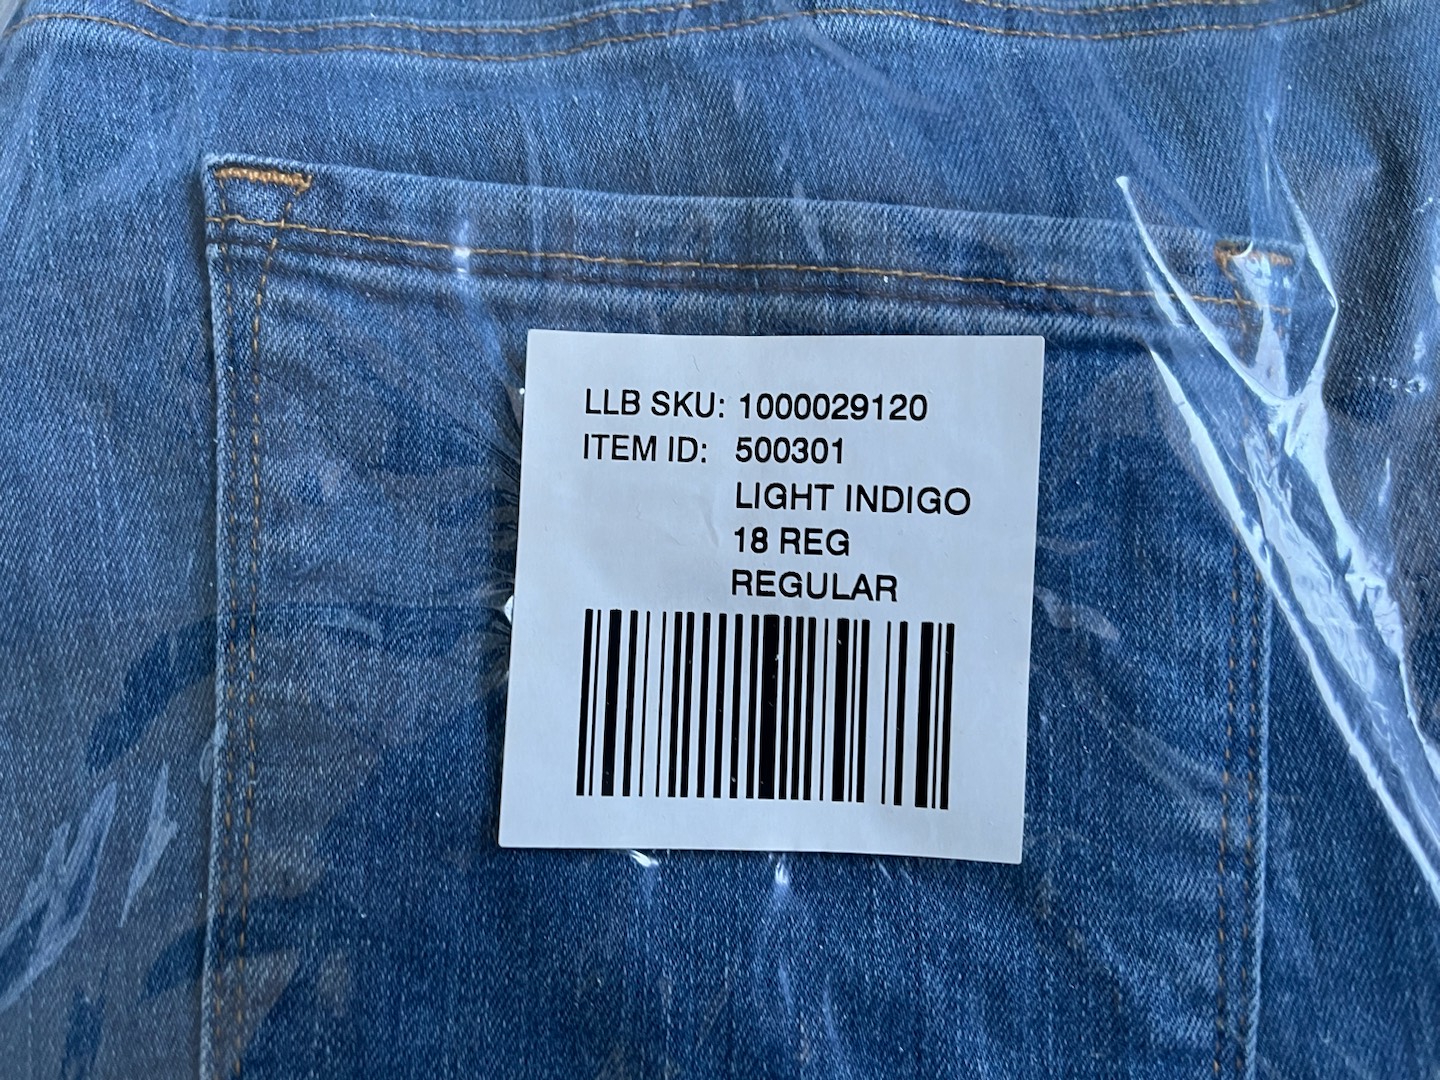 LLB SKU: 1000029120
ITEM ID: 500301
LIGHT INDIGO
18 REG
REGULAR